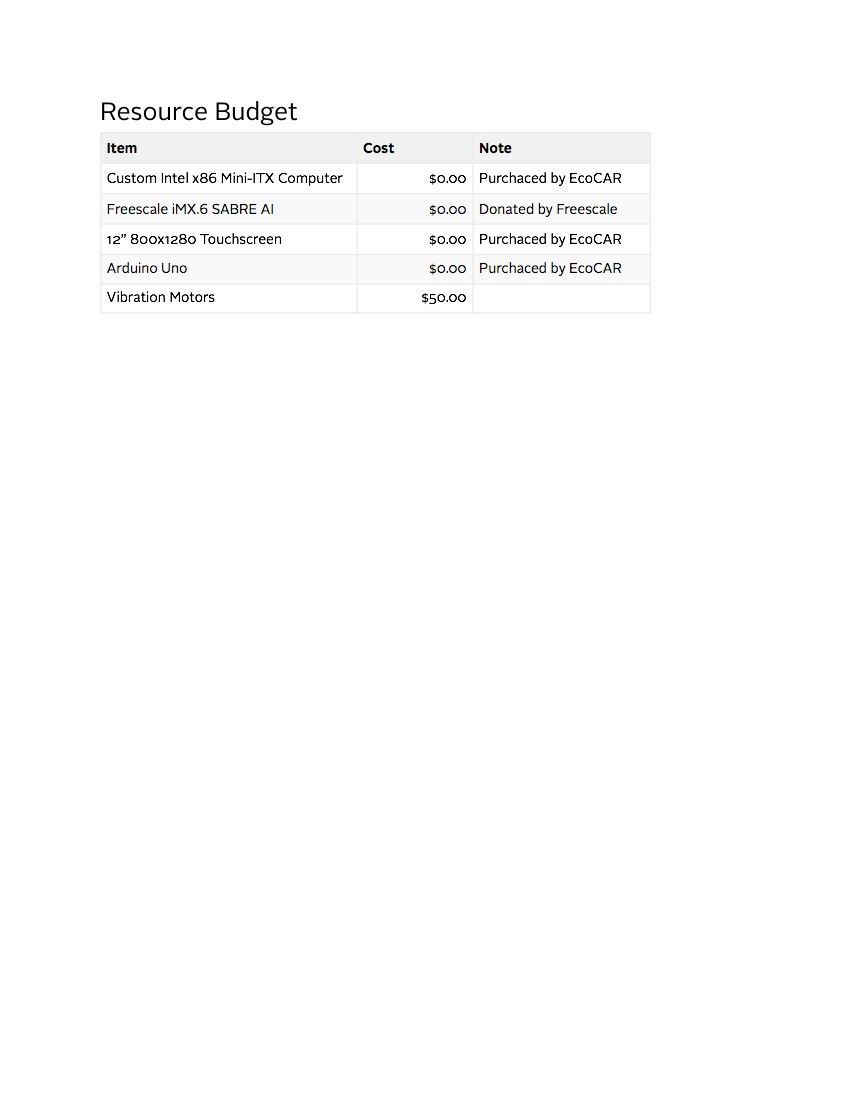 Resource Budget
Item Cost Note
Custom Intel x86 Mini-ITX Computer $0.00 Purchaced by EcoCAR
Freescale iMX.6 SABRE AI $0.00 Donated by Freescale
12” 800x1280 Touchscreen $0.00 Purchaced by EcoCAR
Arduino Uno $0.00 Purchaced by EcoCAR
Vibration Motors $50.00